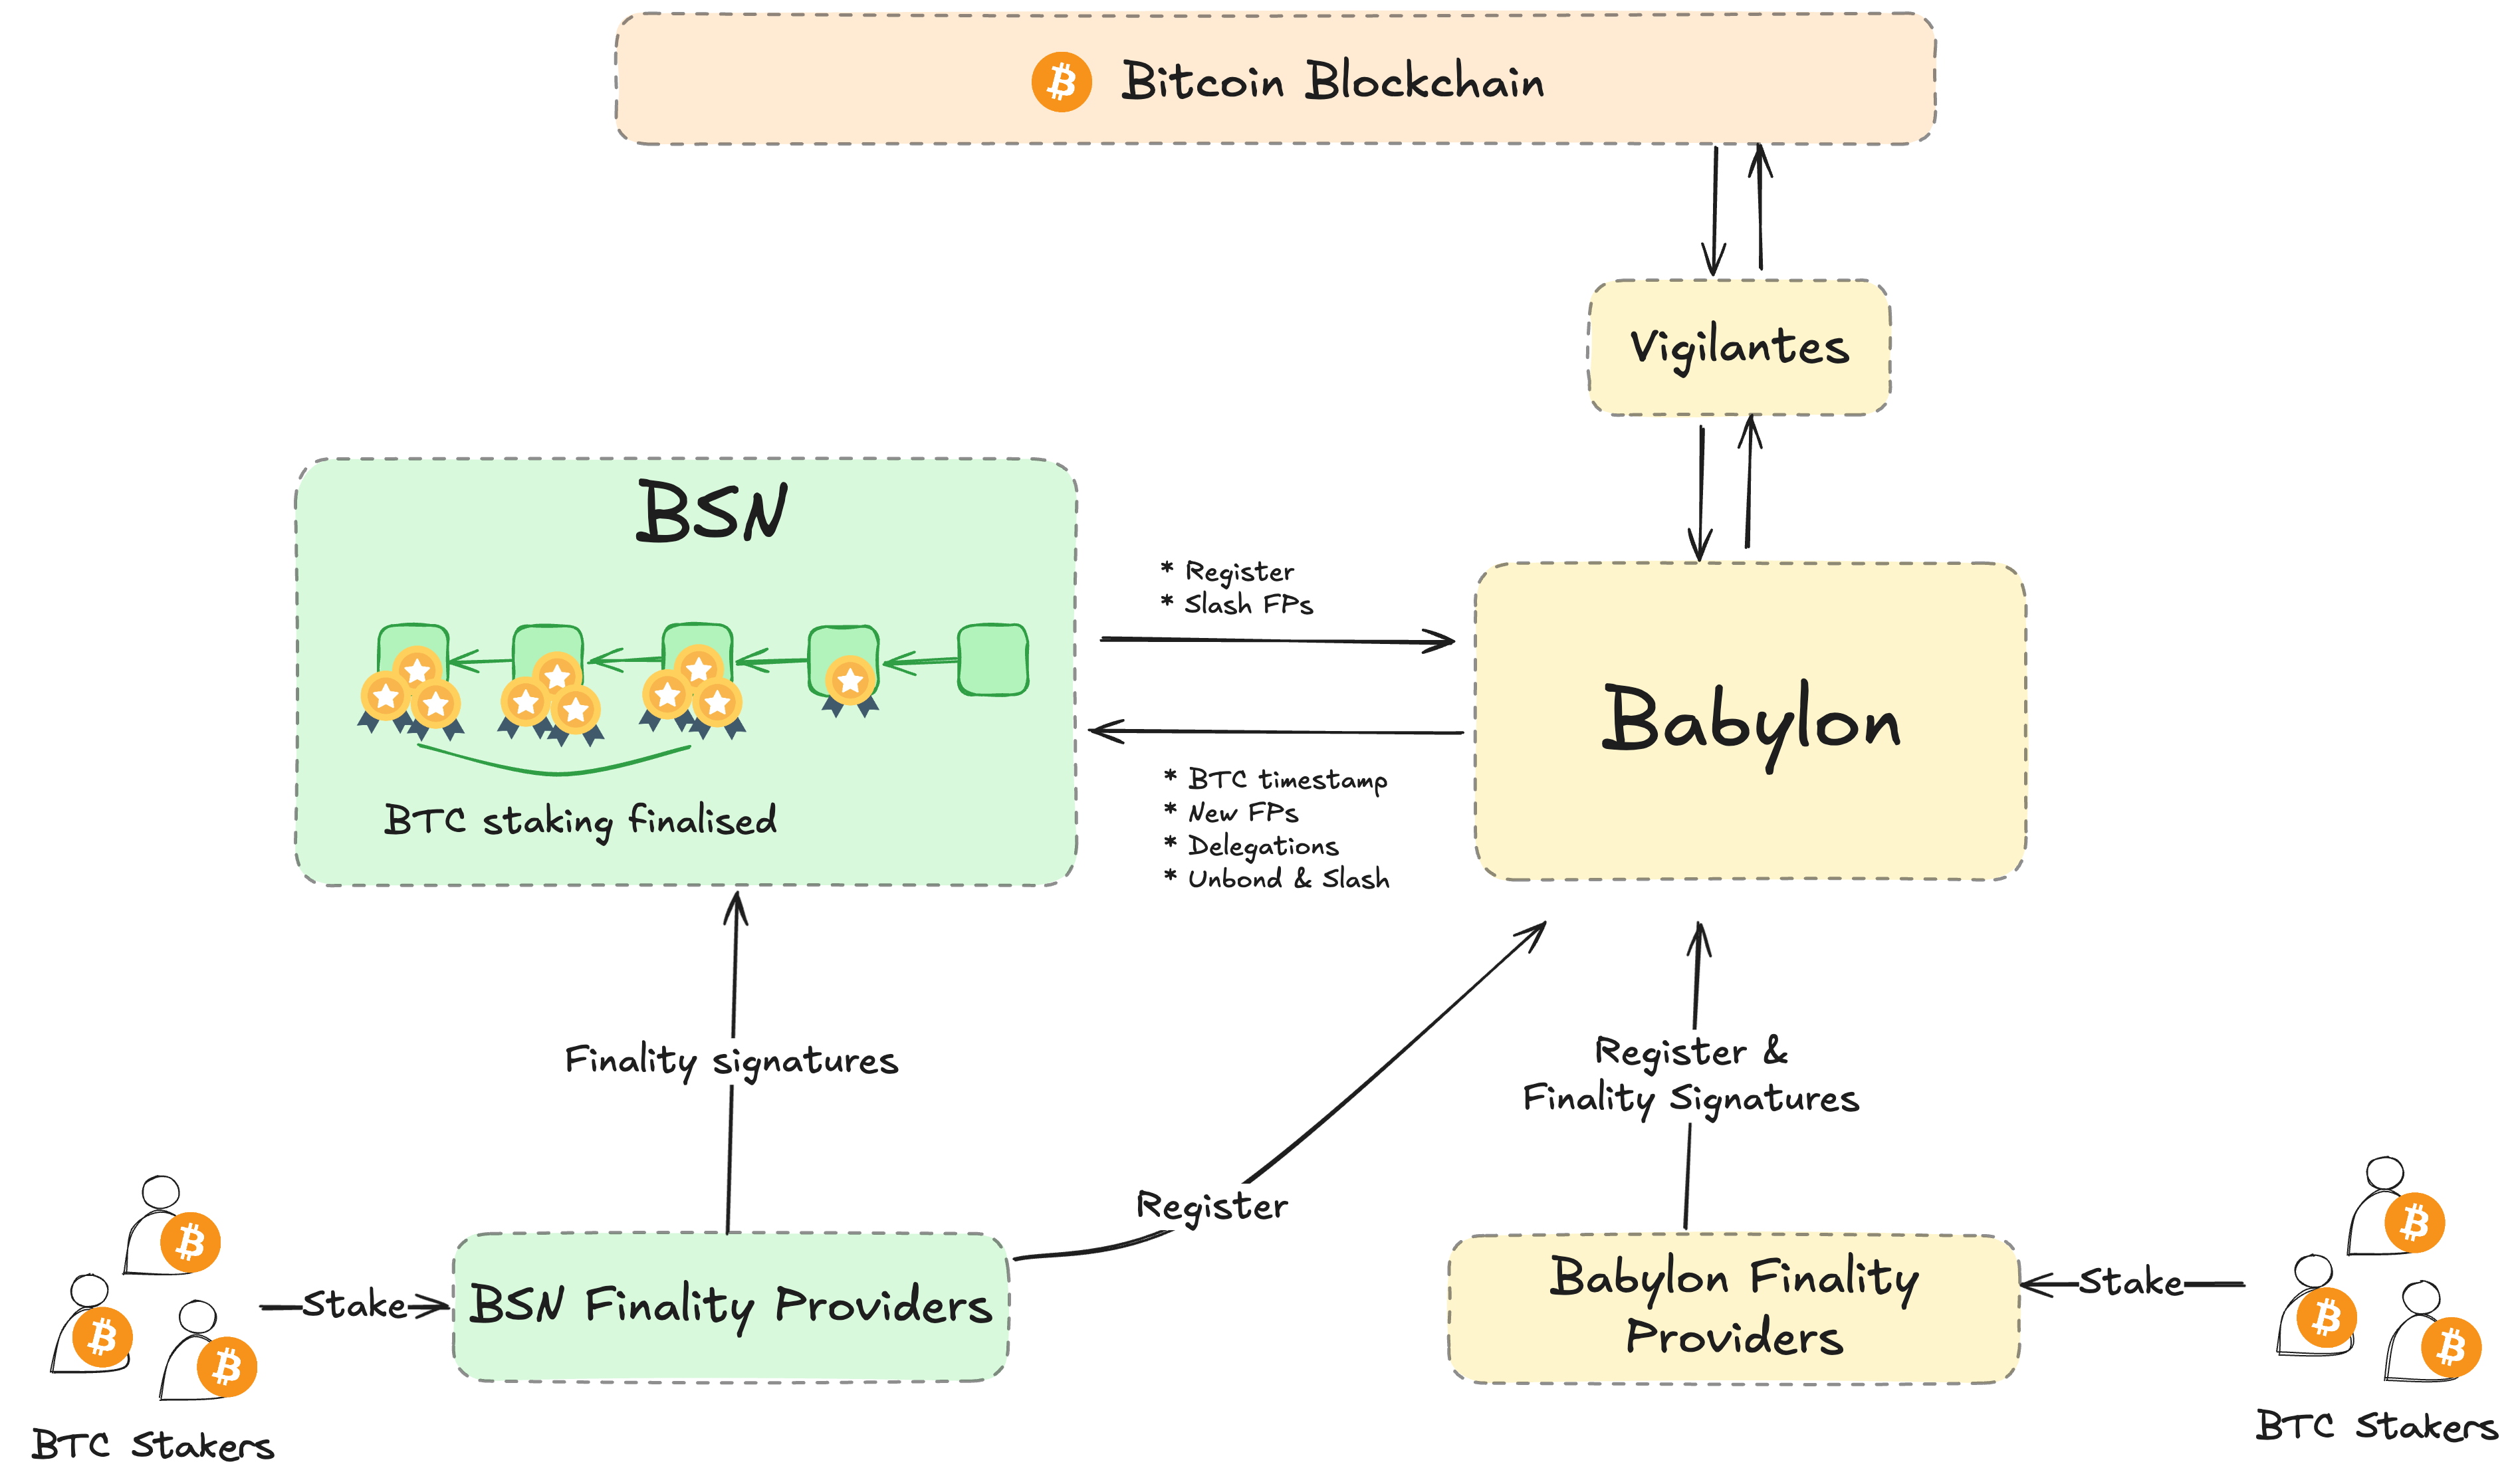 Bitcoin Blockchain
Vigilantes
BSN
* Register
* Slash FPs
Babylon
* BTC timestamp
* New FPs
* Delegations
* Unbond & Slash
BTC staking finalised
Finality signatures
Register &
Finality Signatures
Register
Stake
BSN Finality Providers
Babylon Finality
Providers
Stake
BTC Stakers
BTC Stakers